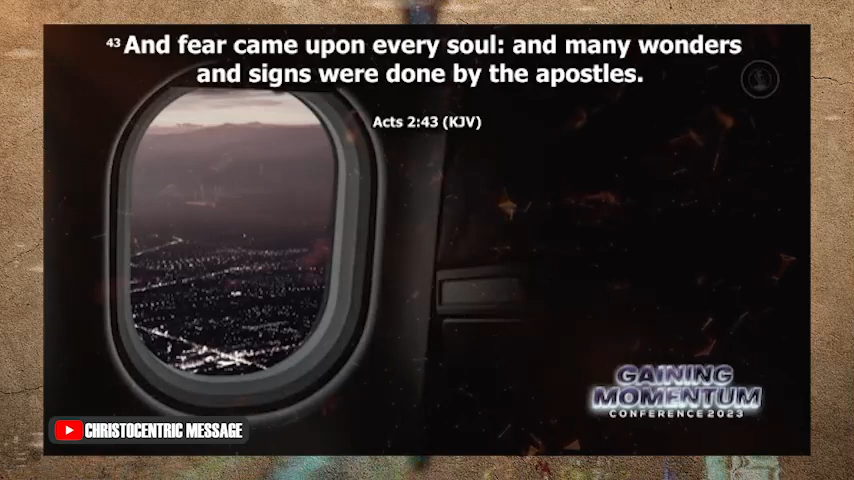 43 And fear came upon every soul: and many wonders
and signs were done by the apostles.
Acts 2:43 (KJV)
GAINING
MOMENTUM
CONFERENCE 2023
CHRISTOCENTRIC MESSAGE